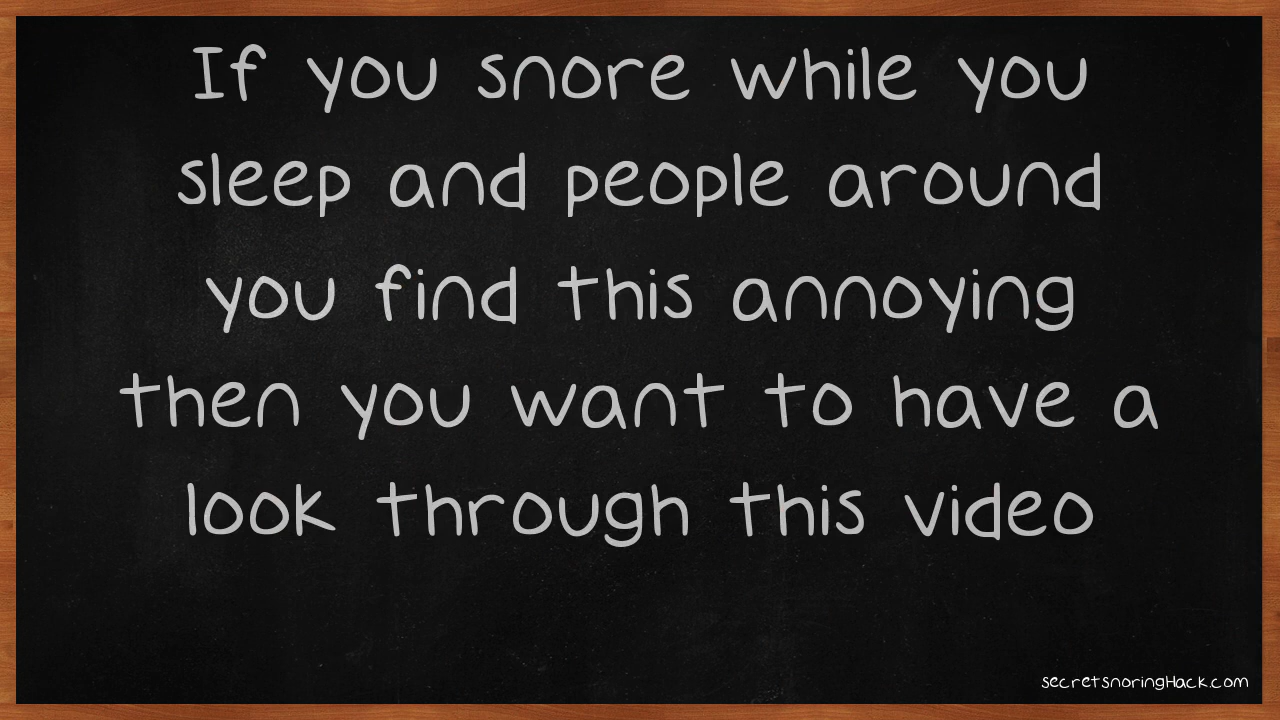 If you snore while you
sleep and people around
you find this annoying
then you want to have a
look through this video
secretsnoringHack.com